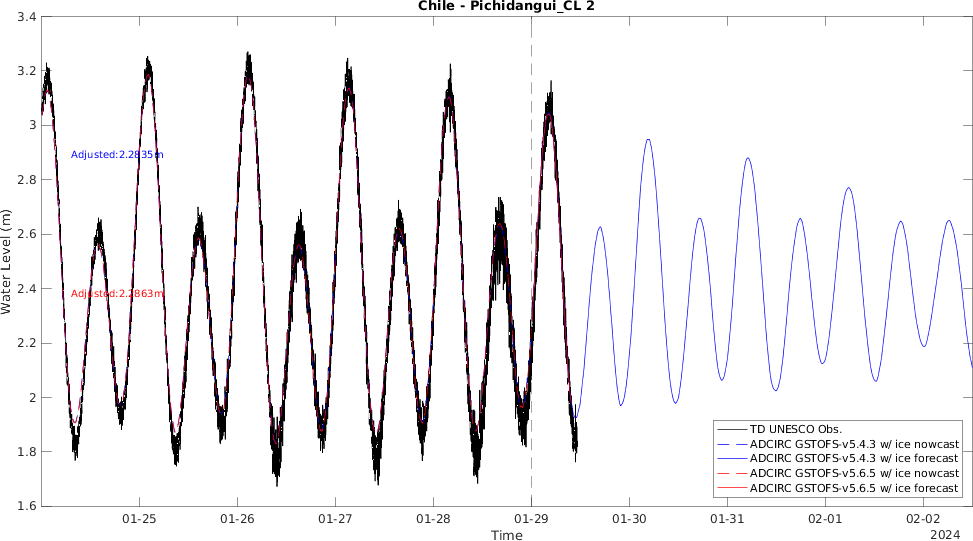 Chile - Pichidangui_CL 2
3.4
3.2
3
2.8
2.6
2.4
2.2
2
1.8
1.6
Water Level (m)
Adjusted:2.2835m
Adjusted:2.2863m
TD UNESCO Obs.
ADCIRC GSTOFS-v5.4.3 w/ ice nowcast
ADCIRC GSTOFS-v5.4.3 w/ ice forecast
ADCIRC GSTOFS-v5.6.5 w/ ice nowcast
ADCIRC GSTOFS-v5.6.5 w/ ice forecast
01-25 01-26 01-27 01-28 01-29 01-30 01-31 02-01 02-02
Time
2024